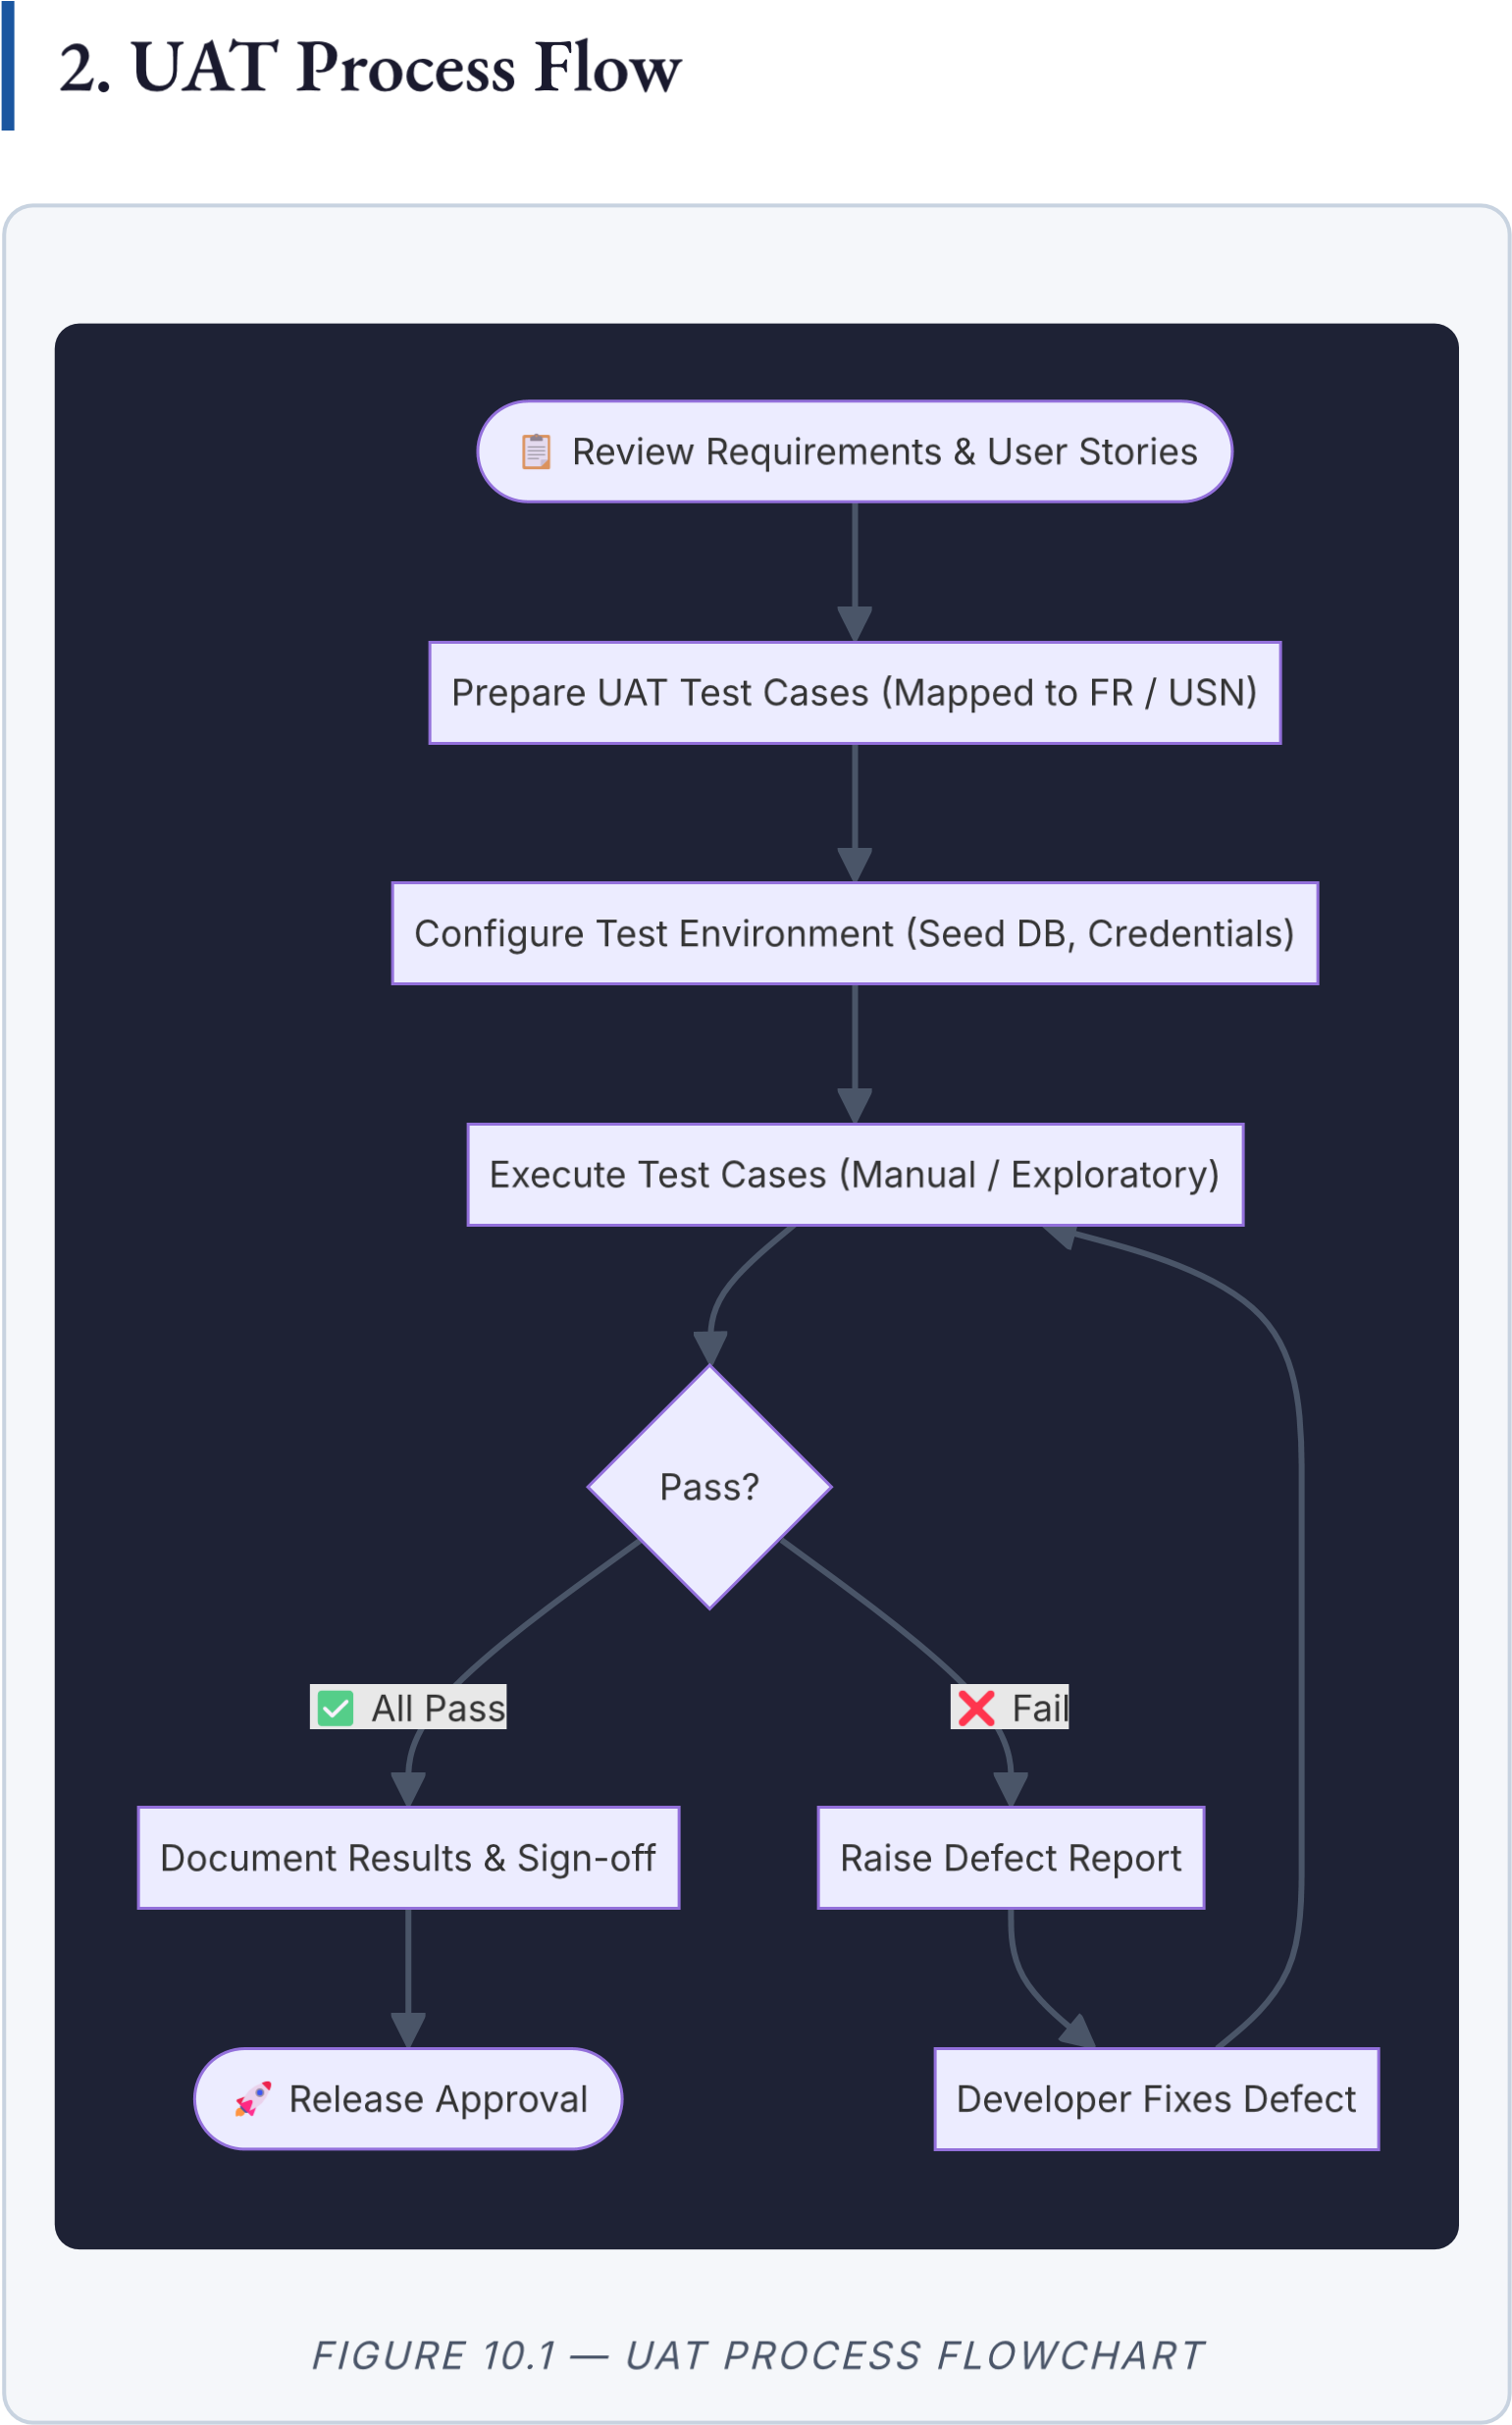 2. UAT Process Flow
📋 Review Requirements & User Stories
Prepare UAT Test Cases (Mapped to FR / USN)
Configure Test Environment (Seed DB, Credentials)
Execute Test Cases (Manual / Exploratory)
Pass?
✅ All Pass
❌ Fail
Document Results & Sign-off
Raise Defect Report
🚀 Release Approval
Developer Fixes Defect
FIGURE 10.1 — UAT PROCESS FLOWCHART